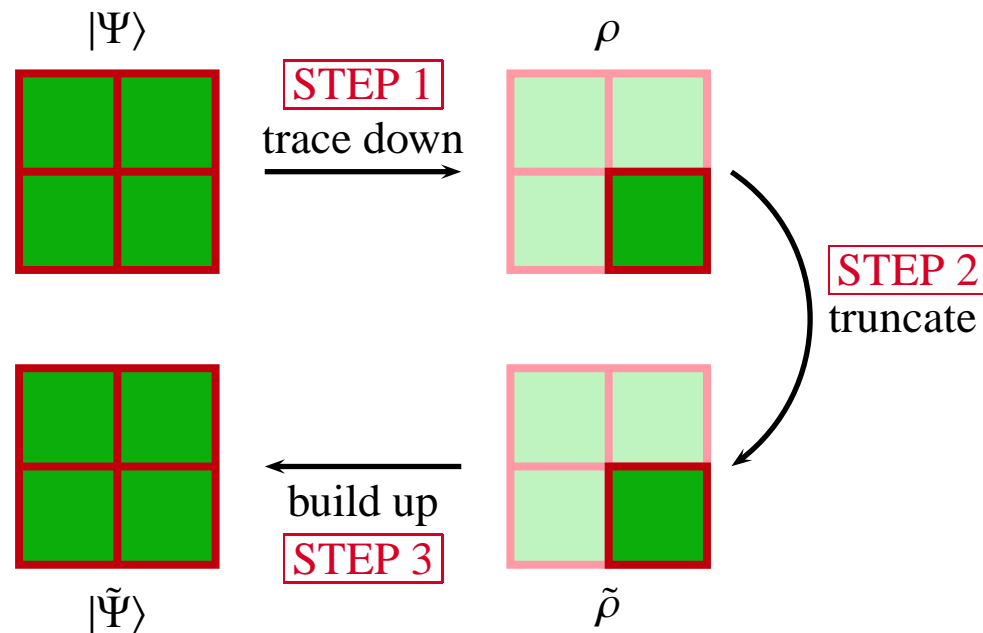 |Ψ⟩
ρ
STEP 1
trace down
STEP 2
truncate
build up
STEP 3
|Ψ̃⟩
ρ̃